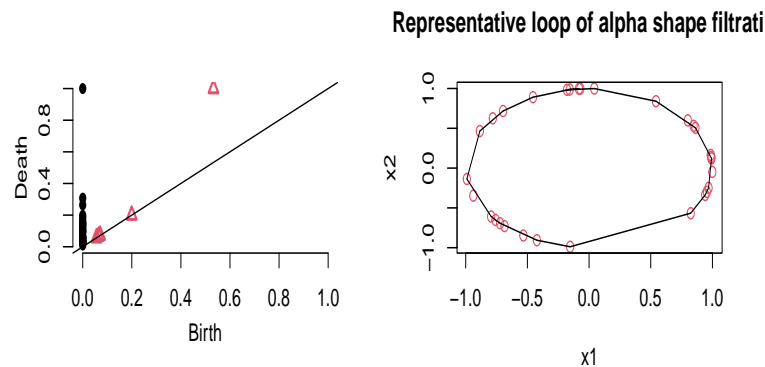 Representative loop of alpha shape filtrati
Death
0.0 0.4 0.8
0.0 0.2 0.4 0.6 0.8 1.0
Birth
x2
−1.0 0.0 1.0
−1.0 −0.5 0.0 0.5 1.0
x1